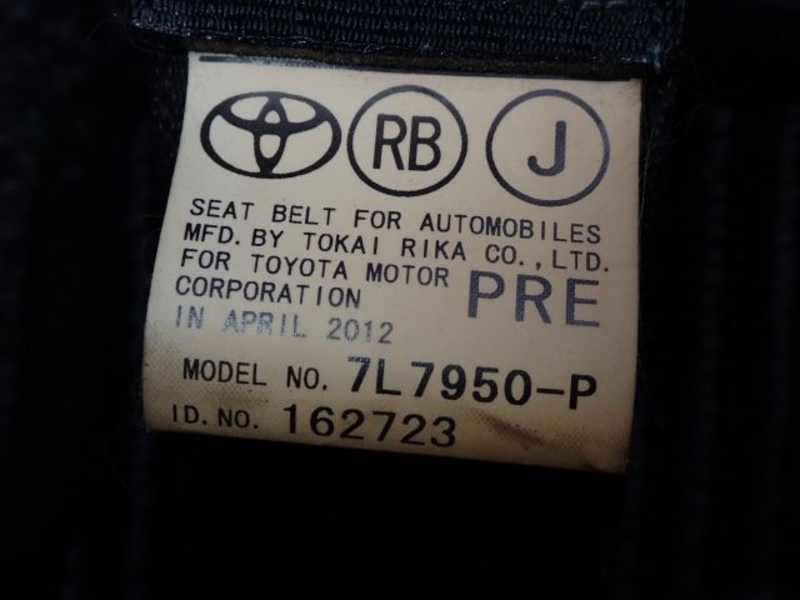 RB J
SEAT BELT FOR AUTOMOBILES
MFD. BY TOKAI RIKA CO., LTD.
FOR TOYOTA MOTOR
CORPORATION PRE
IN APRIL 2012
MODEL NO. 7L7950-P
ID. NO. 162723